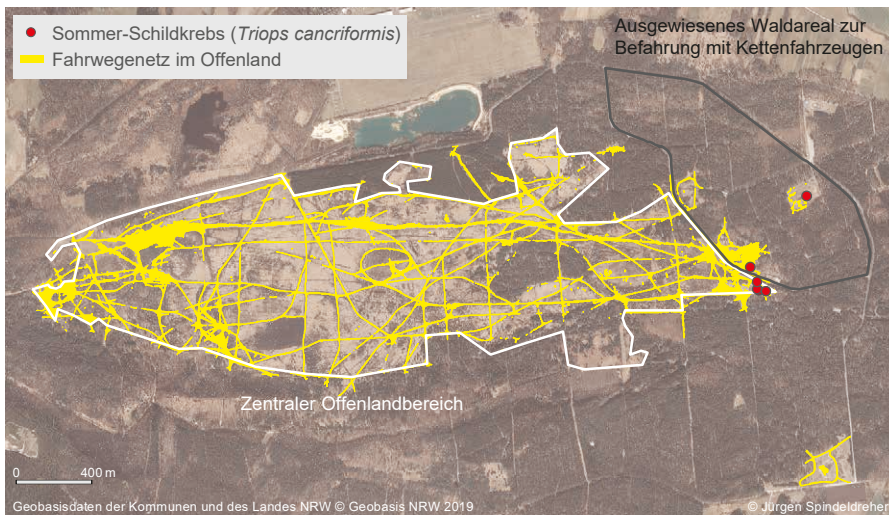 Sommer-Schildkrebs (Triops cancriformis)
Fahrwegenetz im Offenland
Ausgewiesenes Waldareal zur
Befahrung mit Kettenfahrzeugen
Zentraler Offenlandbereich
0 400 m
Geobasisdaten der Kommunen und des Landes NRW © Geobasis NRW 2019
© Jürgen Spindeldreher